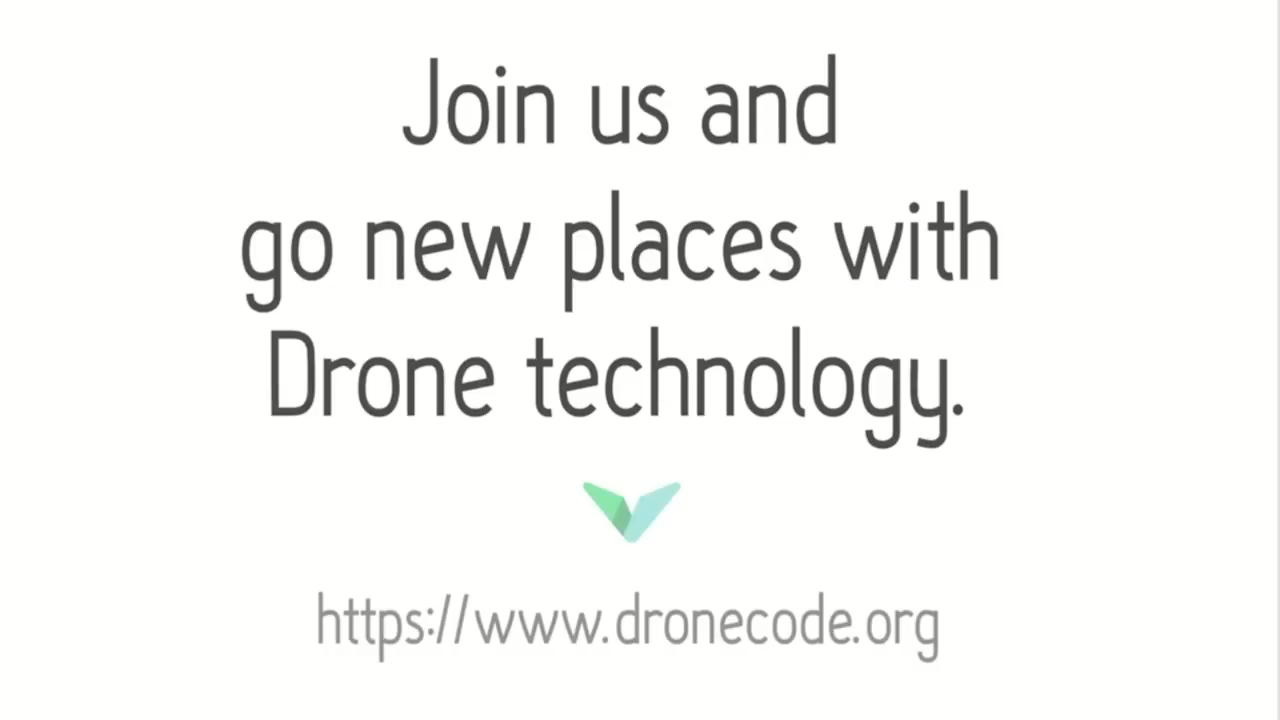 Join us and
go new places with
Drone technology.
https://www.dronecode.org